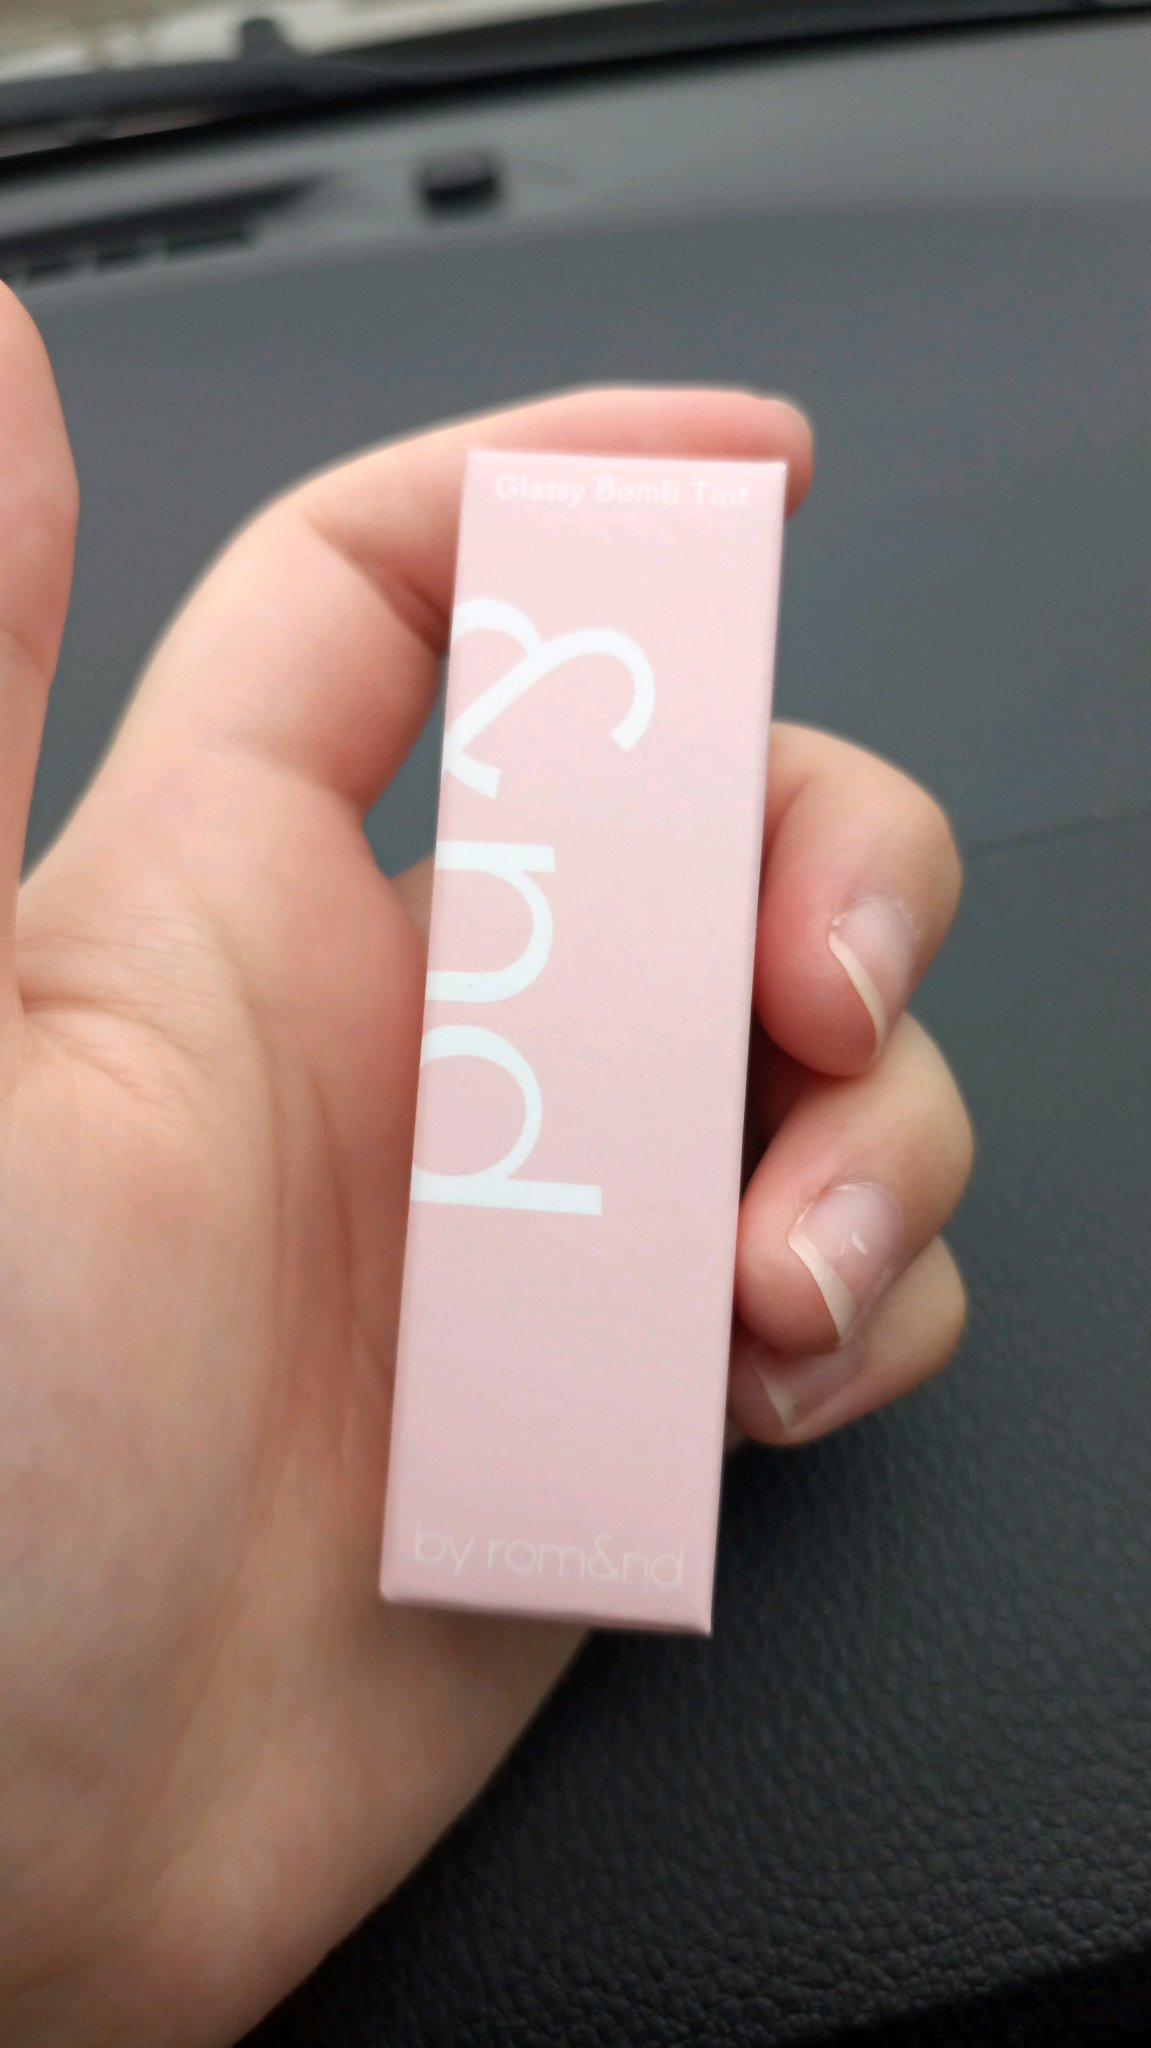 Glassy Bomb Tint
&nd
by rom&nd